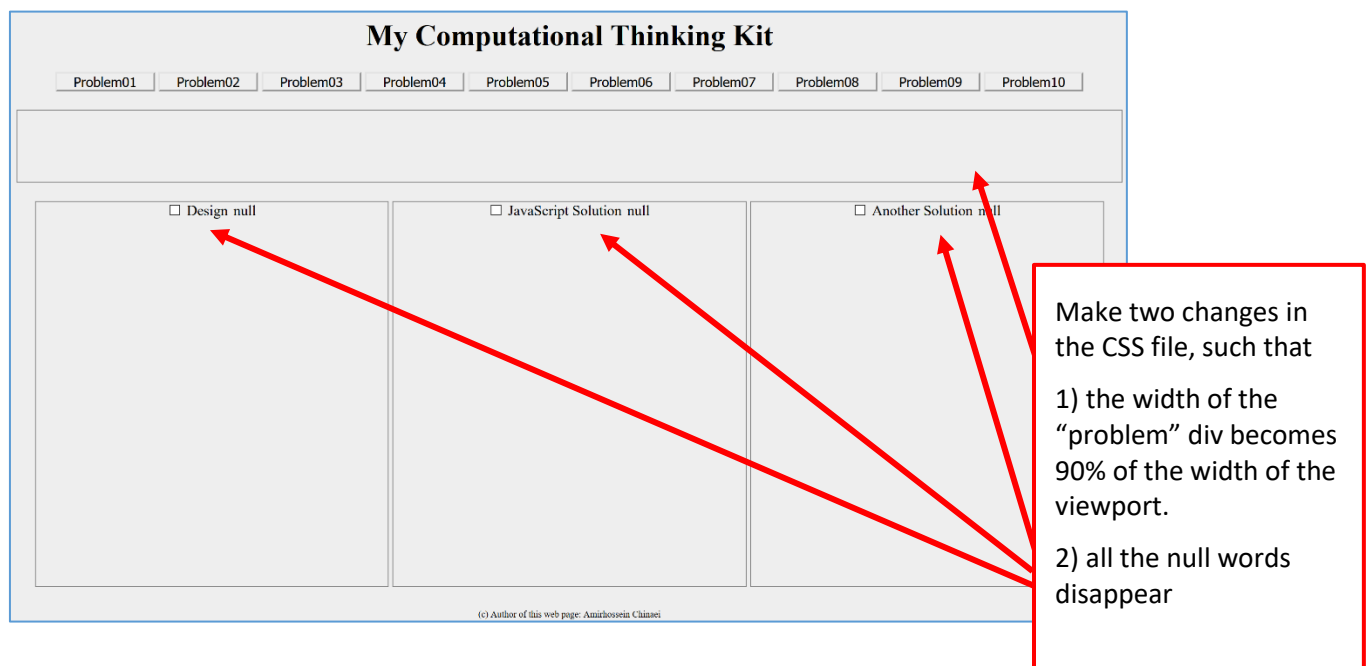 My Computational Thinking Kit
Problem01 Problem02 Problem03 Problem04 Problem05 Problem06 Problem07 Problem08 Problem09 Problem10
Design null
JavaScript Solution null
Another Solution null
Make two changes in
the CSS file, such that
1) the width of the
“problem” div becomes
90% of the width of the
viewport.
2) all the null words
disappear
(c) Author of this web page: Amirhossein Chinaei